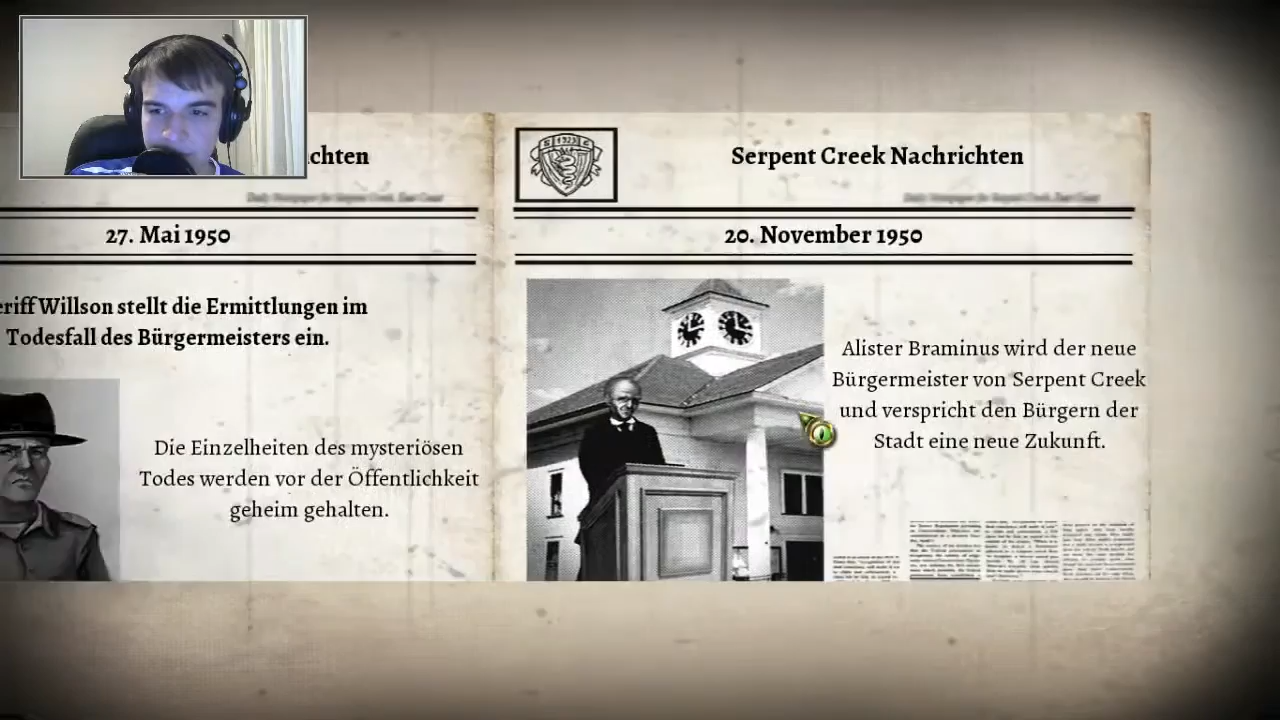 chten
27. Mai 1950
eriff Willson stellt die Ermittlungen im
Todesfall des Bürgermeisters ein.
Die Einzelheiten des mysteriösen
Todes werden vor der Öffentlichkeit
geheim gehalten.
1923
Serpent Creek Nachrichten
20. November 1950
Alister Braminus wird der neue
Bürgermeister von Serpent Creek
und verspricht den Bürgern der
Stadt eine neue Zukunft.